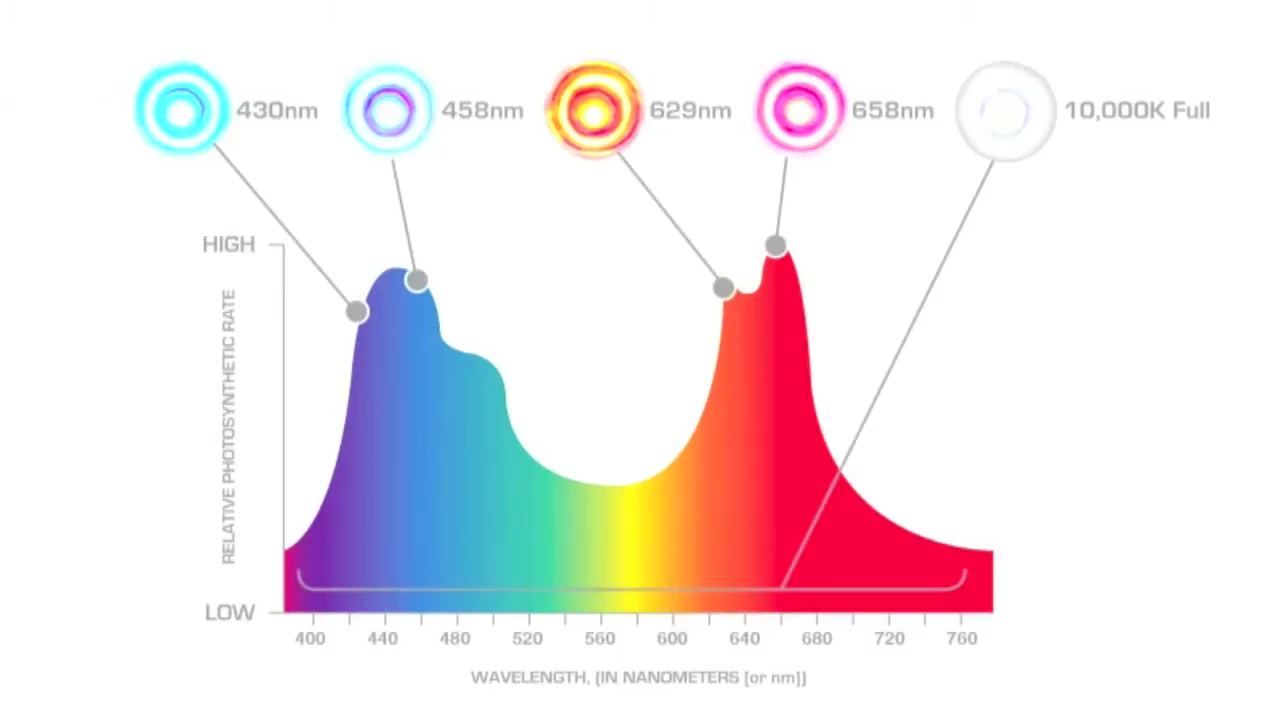 430nm
458nm
629nm
658nm
10,000K Full
HIGH
RELATIVE PHOTOSYNTHETIC RATE
LOW
400 440 480 520 560 600 640 680 720 760
WAVELENGTH, (IN NANOMETERS [or nm])